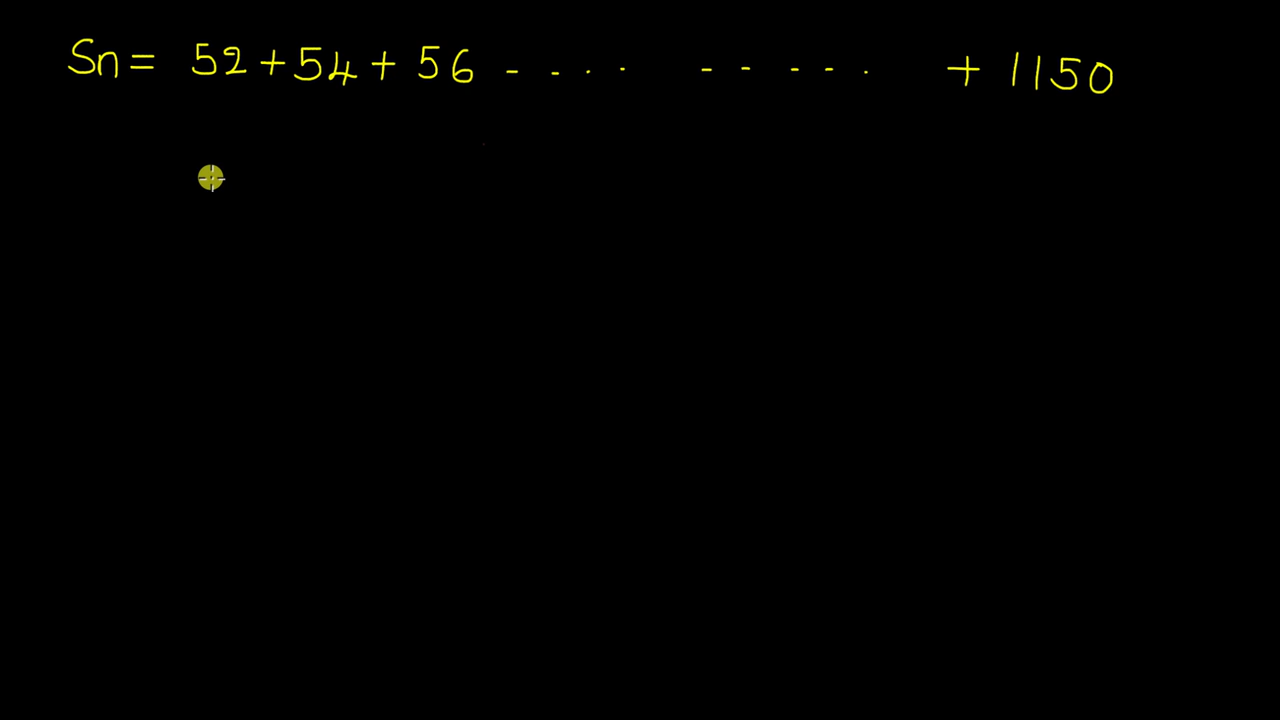 Sn = 52 + 54 + 56 - - . . - - - - . + 1150